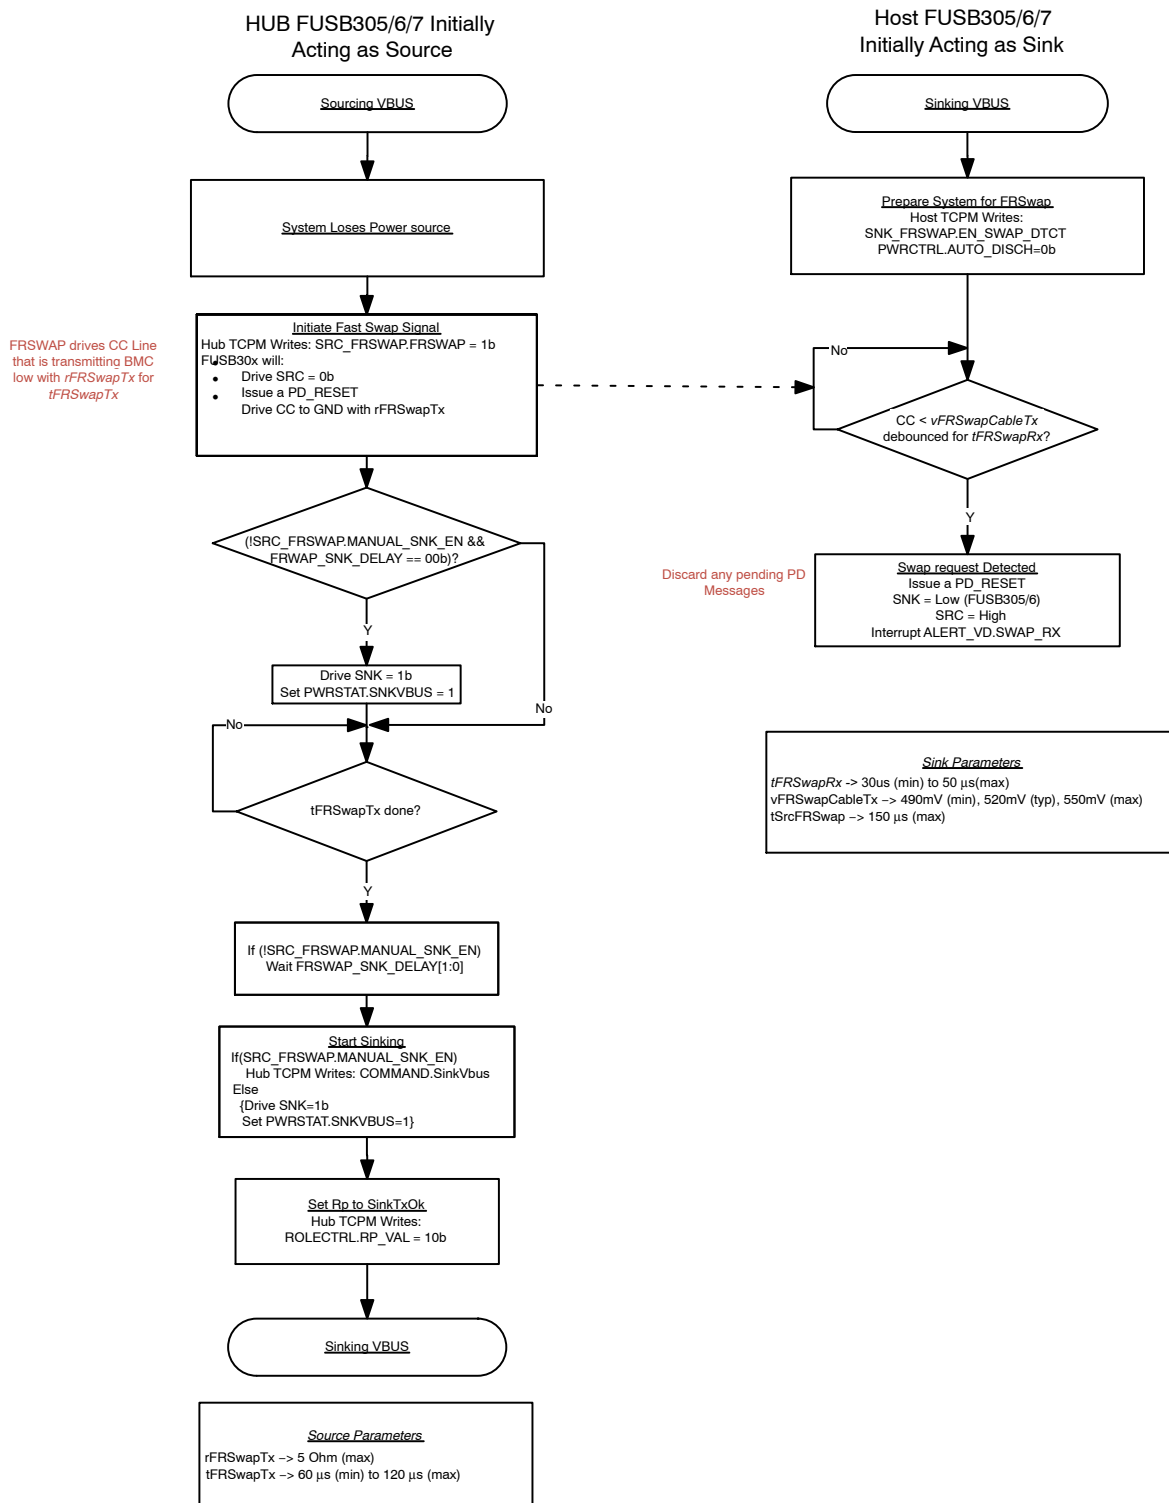 HUB FUSB305/6/7 Initially
Acting as Source
Sourcing VBUS
System Loses Power source
FRSWAP drives CC Line
that is transmitting BMC
low with rFRSwapTx for
tFRSwapTx
Initiate Fast Swap Signal
Hub TCPM Writes: SRC_FRSWAP.FRSWAP = 1b
FUSB30x will:
• Drive SRC = 0b
• Issue a PD_RESET
• Drive CC to GND with rFRSwapTx
(!SRC_FRSWAP.MANUAL_SNK_EN &&
FRWAP_SNK_DELAY == 00b)?
Y
No
Drive SNK = 1b
Set PWRSTAT.SNKVBUS = 1
No
tFRSwapTx done?
Y
If (!SRC_FRSWAP.MANUAL_SNK_EN)
Wait FRSWAP_SNK_DELAY[1:0]
Start Sinking
If(SRC_FRSWAP.MANUAL_SNK_EN)
Hub TCPM Writes: COMMAND.SinkVbus
Else
{Drive SNK=1b
Set PWRSTAT.SNKVBUS=1}
Set Rp to SinkTxOk
Hub TCPM Writes:
ROLECTRL.RP_VAL = 10b
Sinking VBUS
Source Parameters
rFRSwapTx −> 5 Ohm (max)
tFRSwapTx −> 60 μs (min) to 120 μs (max)
Host FUSB305/6/7
Initially Acting as Sink
Sinking VBUS
Prepare System for FRSwap
Host TCPM Writes:
SNK_FRSWAP.EN_SWAP_DTCT
PWRCTRL.AUTO_DISCH=0b
No
CC < vFRSwapCableTx
debounced for tFRSwapRx?
Y
Discard any pending PD
Messages
Swap request Detected
Issue a PD_RESET
SNK = Low (FUSB305/6)
SRC = High
Interrupt ALERT_VD.SWAP_RX
Sink Parameters
tFRSwapRx -> 30us (min) to 50 μs(max)
vFRSwapCableTx −> 490mV (min), 520mV (typ), 550mV (max)
tSrcFRSwap −> 150 μs (max)